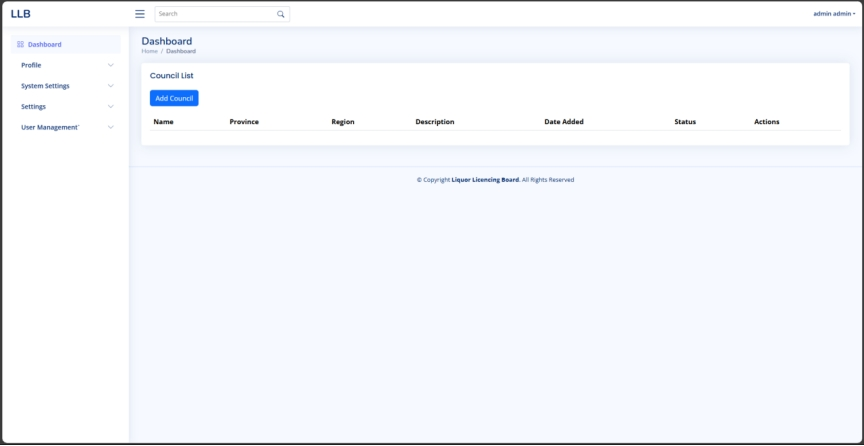 LLB
Search
admin admin
Dashboard
Profile
System Settings
Settings
User Management`
Dashboard
Home / Dashboard
Council List
Add Council
Name Province Region Description Date Added Status Actions
© Copyright Liquor Licencing Board. All Rights Reserved